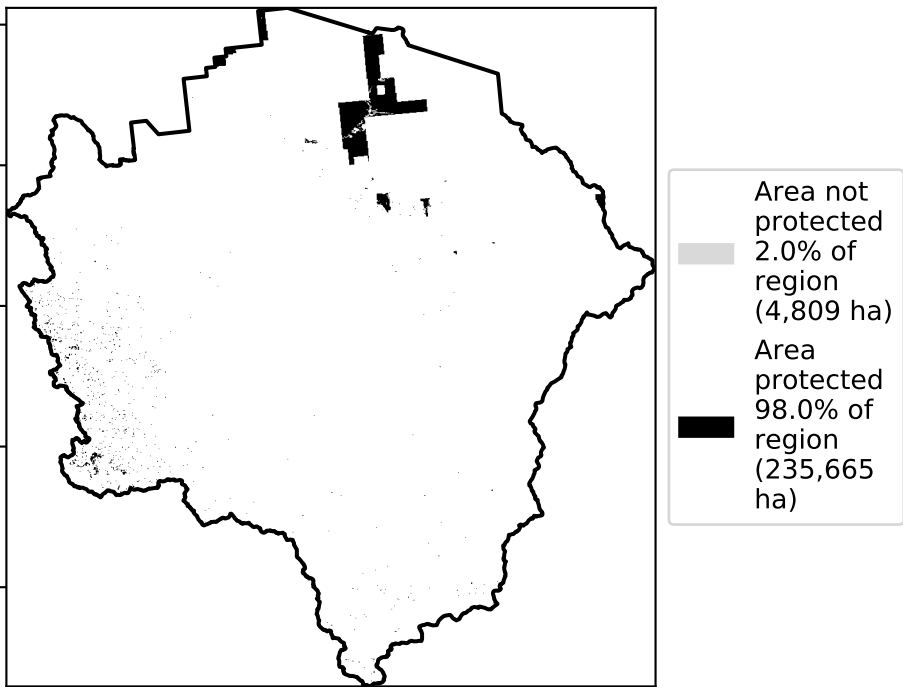 Area not
protected
2.0% of
region
(4,809 ha)
Area
protected
98.0% of
region
(235,665
ha)